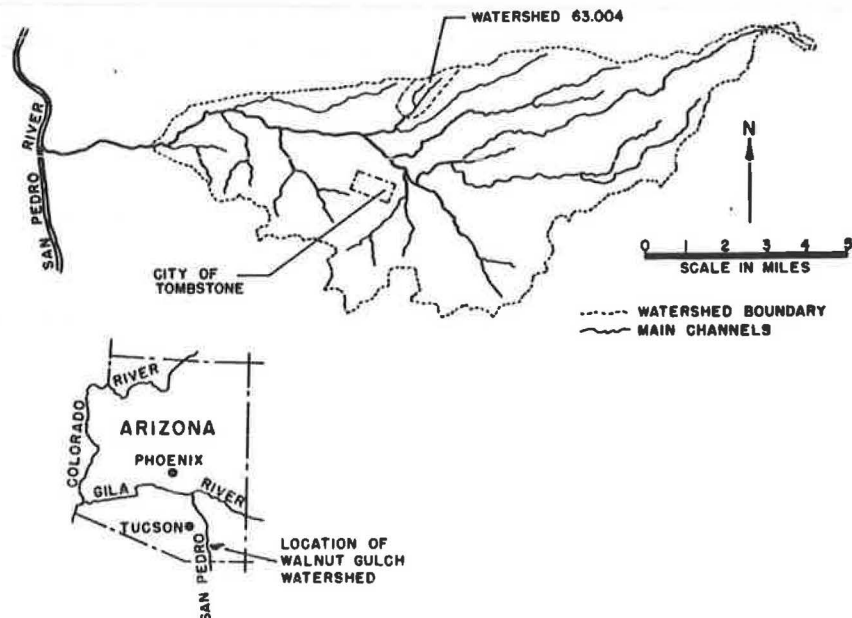 WATERSHED 63.004
SAN PEDRO RIVER
CITY OF
TOMBSTONE
N
0 1 2 3 4 5
SCALE IN MILES
WATERSHED BOUNDARY
MAIN CHANNELS
RIVER
COLORADO
ARIZONA
PHOENIX
GILA RIVER
TUCSON
SAN PEDRO
LOCATION OF
WALNUT GULCH
WATERSHED